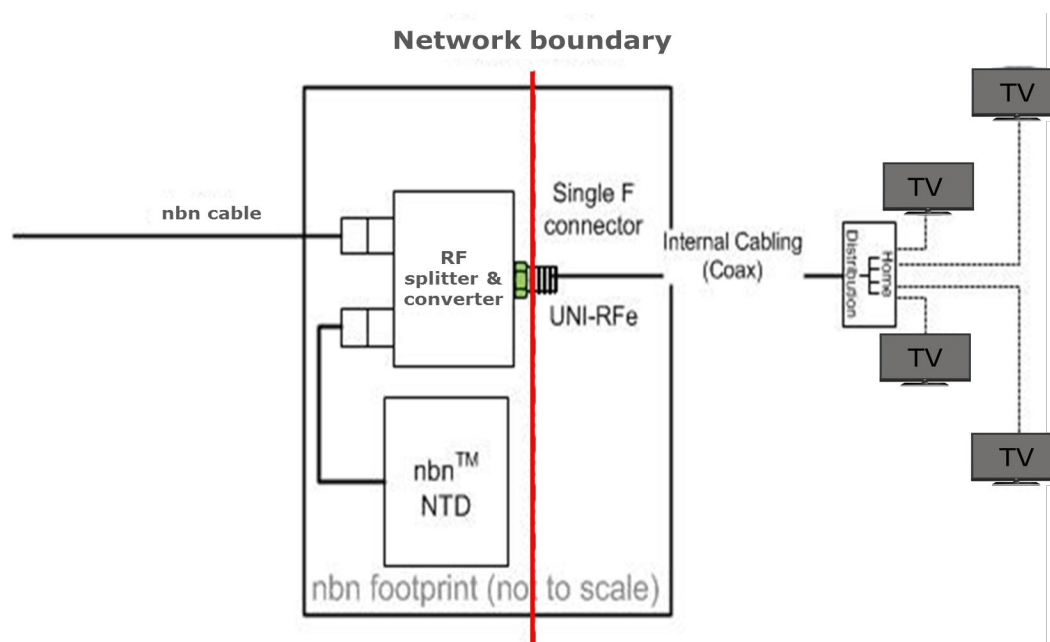 Network boundary
TV
Single F
connector
TV
nbn cable
Internal Cabling
(Coax)
RF
splitter &
converter
Home
Distribution
UNI-RFe
TV
TV
nbn™
NTD
nbn footprint (not to scale)